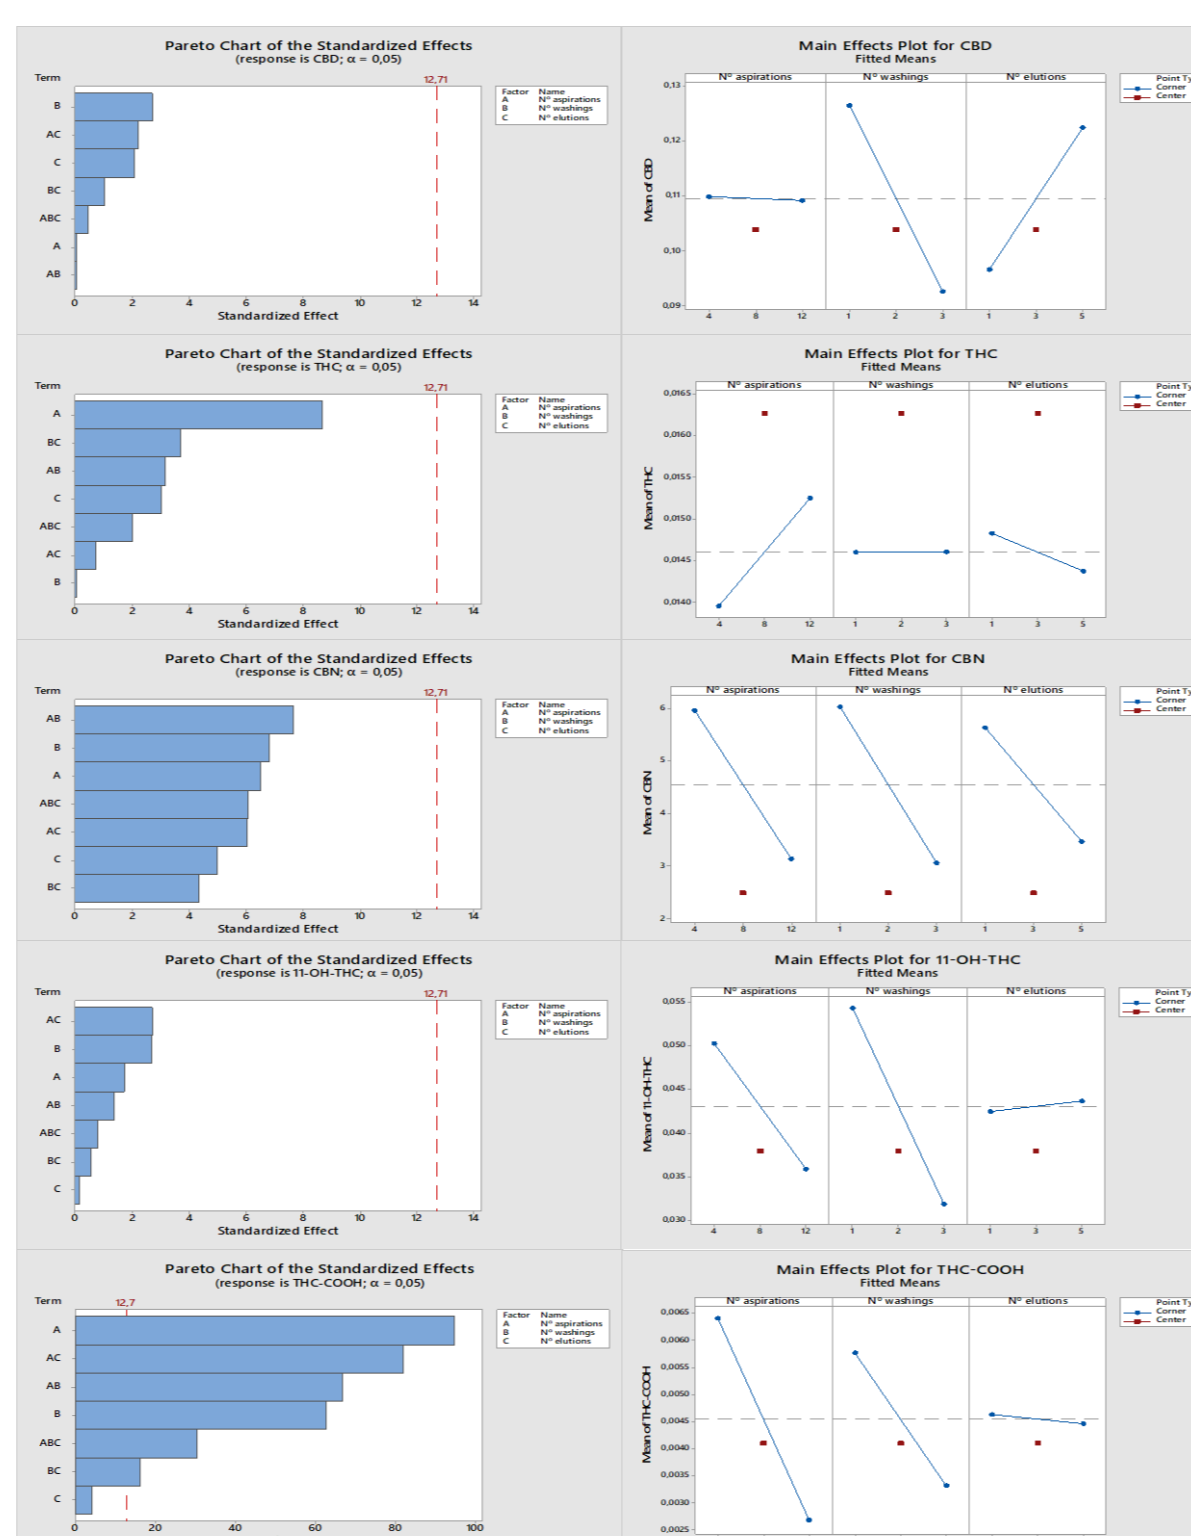 Pareto Chart of the Standardized Effects
(response is CBD; α = 0,05)
Term
12,71
B
AC
C
BC
ABC
A
AB
0 2 4 6 8 10 12 14
Standardized Effect
Factor Name
A Nº aspirations
B Nº washings
C Nº elutions
Main Effects Plot for CBD
Fitted Means
Nº aspirations Nº washings Nº elutions
Mean of CBD
0,13
0,12
0,11
0,10
0,09
4 8 12 1 2 3 1 3 5
Point Ty
Corner
Center
Pareto Chart of the Standardized Effects
(response is THC; α = 0,05)
Term
12,71
A
BC
AB
C
ABC
AC
B
0 2 4 6 8 10 12 14
Standardized Effect
Factor Name
A Nº aspirations
B Nº washings
C Nº elutions
Main Effects Plot for THC
Fitted Means
Nº aspirations Nº washings Nº elutions
Mean of THC
0,0165
0,0160
0,0155
0,0150
0,0145
0,0140
4 8 12 1 2 3 1 3 5
Point Ty
Corner
Center
Pareto Chart of the Standardized Effects
(response is CBN; α = 0,05)
Term
12,71
AB
B
A
ABC
AC
C
BC
0 2 4 6 8 10 12 14
Standardized Effect
Factor Name
A Nº aspirations
B Nº washings
C Nº elutions
Main Effects Plot for CBN
Fitted Means
Nº aspirations Nº washings Nº elutions
Mean of CBN
6
5
4
3
2
4 8 12 1 2 3 1 3 5
Point Ty
Corner
Center
Pareto Chart of the Standardized Effects
(response is 11-OH-THC; α = 0,05)
Term
12,71
AC
B
A
AB
ABC
BC
C
0 2 4 6 8 10 12 14
Standardized Effect
Factor Name
A Nº aspirations
B Nº washings
C Nº elutions
Main Effects Plot for 11-OH-THC
Fitted Means
Nº aspirations Nº washings Nº elutions
Mean of 11-OH-THC
0,055
0,050
0,045
0,040
0,035
0,030
4 8 12 1 2 3 1 3 5
Point Ty
Corner
Center
Pareto Chart of the Standardized Effects
(response is THC-COOH; α = 0,05)
Term
12,7
A
AC
AB
B
ABC
BC
C
0 20 40 60 80 100
Factor Name
A Nº aspirations
B Nº washings
C Nº elutions
Main Effects Plot for THC-COOH
Fitted Means
Nº aspirations Nº washings Nº elutions
Mean of THC-COOH
0,0065
0,0060
0,0055
0,0050
0,0045
0,0040
0,0035
0,0030
0,0025
Point Ty
Corner
Center